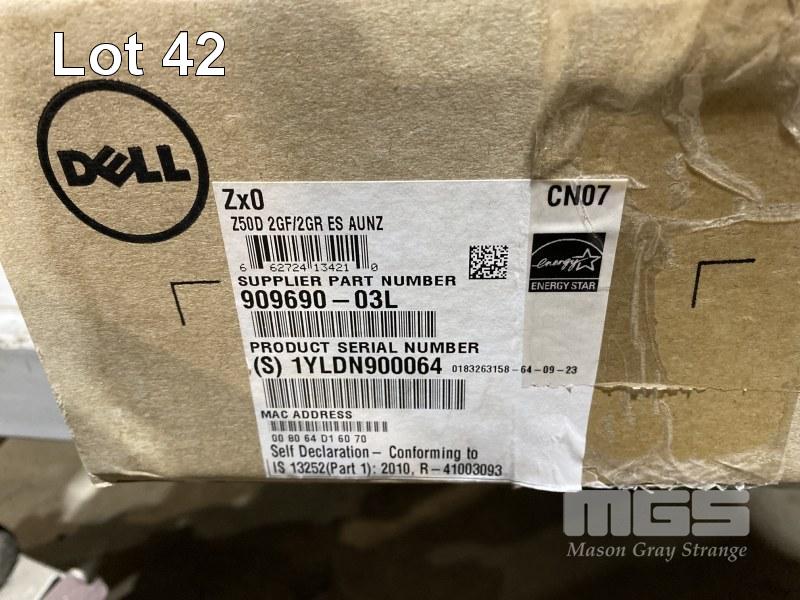 Lot 42
DELL
Zx0
CN07
Z50D 2GF/2GR ES AUNZ
6 62724 13421 0
SUPPLIER PART NUMBER
909690-03L
energy
ENERGY STAR
PRODUCT SERIAL NUMBER
(S) 1YLDN900064 0183263158-64-09-23
MAC ADDRESS
00 80 64 D1 60 70
Self Declaration- Conforming to
IS 13252(Part 1): 2010, R-41003093
MGS
Mason Gray Strange